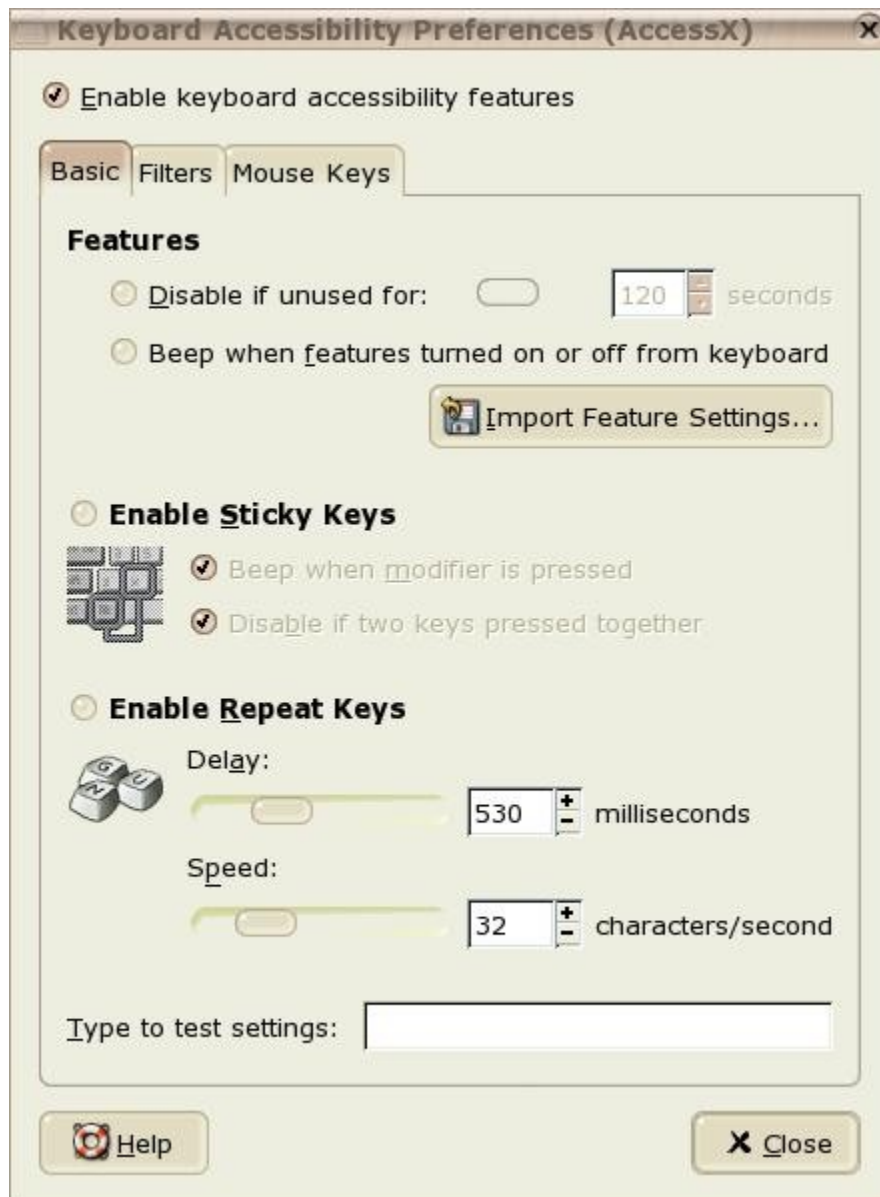 Keyboard Accessibility Preferences (AccessX)
Enable keyboard accessibility features
Basic Filters Mouse Keys
Features
Disable if unused for: 120 seconds
Beep when features turned on or off from keyboard
Import Feature Settings...
Enable Sticky Keys
Beep when modifier is pressed
Disable if two keys pressed together
Enable Repeat Keys
G U N
Delay:
530 milliseconds
Speed:
32 characters/second
Type to test settings:
Help Close